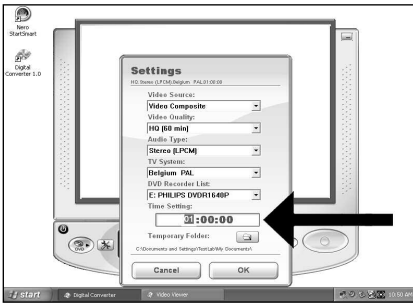 Nero
StartSmart
Digital
Converter 1.0
Settings
HQ,Stereo (LPCM),Belgium PAL,01:00:00
Video Source:
Video Composite
Video Quality:
HQ (60 min)
Audio Type:
Stereo (LPCM)
TV System:
Belgium PAL
DVD Recorder List:
E: PHILIPS DVDR1640P
Time Setting:
01:00:00
Temporary Folder:
C:\Documents and Settings\TestLab\My Documents\
Cancel
OK
DVD
start
Digital Converter
Video Viewer
10:50 AM